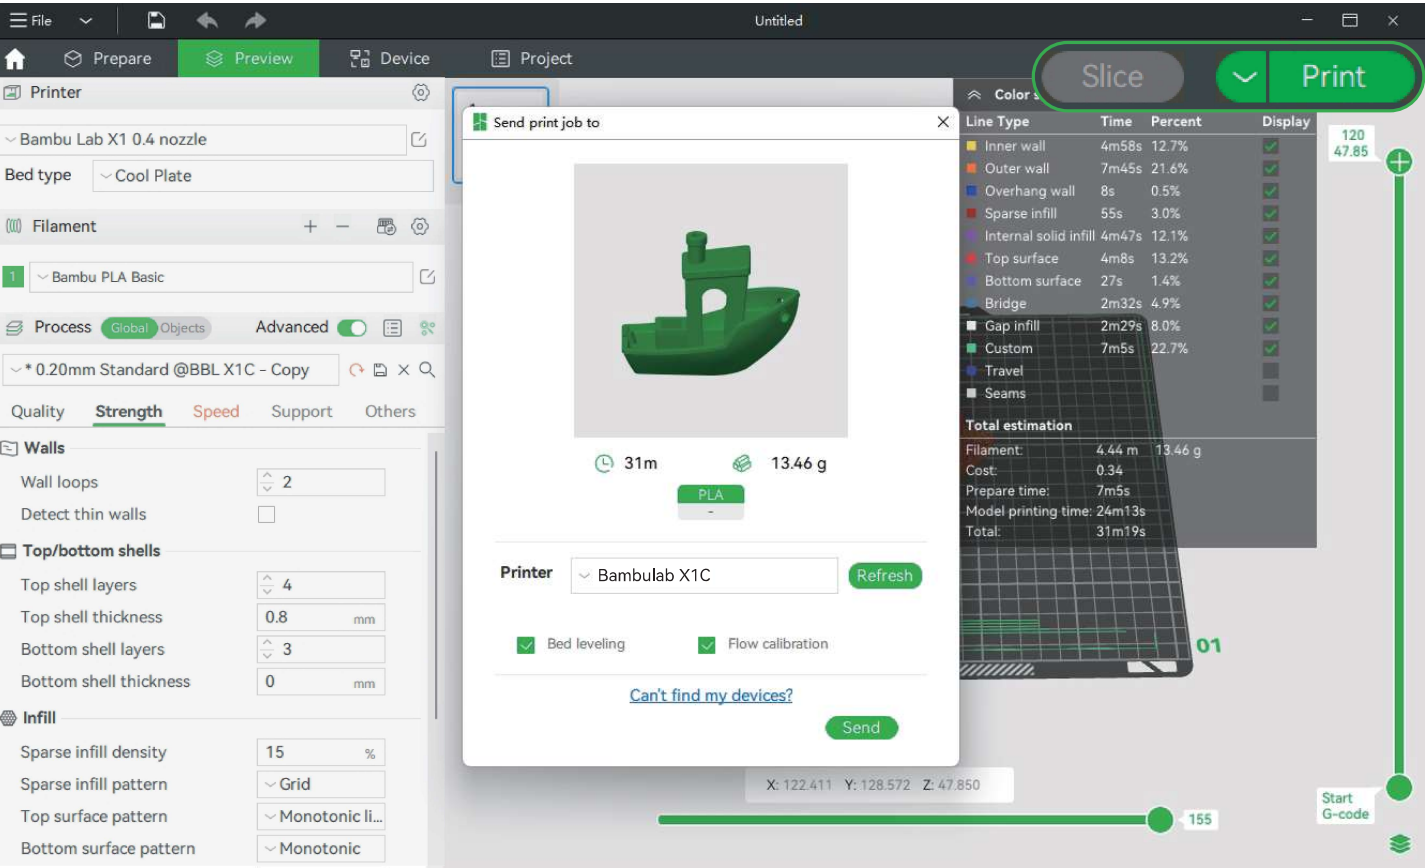 File
Untitled
Prepare
Preview
Device
Project
Slice
Print
Printer
Bambu Lab X1 0.4 nozzle
Bed type
Cool Plate
Filament
1
Bambu PLA Basic
Process
Global
Objects
Advanced
* 0.20mm Standard @BBL X1C - Copy
Quality
Strength
Speed
Support
Others
Walls
Wall loops
2
Detect thin walls
Top/bottom shells
Top shell layers
4
Top shell thickness
0.8
mm
Bottom shell layers
3
Bottom shell thickness
0
mm
Infill
Sparse infill density
15
%
Sparse infill pattern
Grid
Top surface pattern
Monotonic li...
Bottom surface pattern
Monotonic
Send print job to
31m
13.46 g
PLA
-
Printer
Bambulab X1C
Refresh
Bed leveling
Flow calibration
Can't find my devices?
Send
Color
Line Type Time Percent Display
Inner wall 4m58s 12.7%
Outer wall 7m45s 21.6%
Overhang wall 8s 0.5%
Sparse infill 55s 3.0%
Internal solid infill 4m47s 12.1%
Top surface 4m8s 13.2%
Bottom surface 27s 1.4%
Bridge 2m32s 4.9%
Gap infill 2m29s 8.0%
Custom 7m5s 22.7%
Travel
Seams
Total estimation
Filament: 4.44 m 13.46 g
Cost: 0.34
Prepare time: 7m5s
Model printing time: 24m13s
Total: 31m19s
120
47.85
01
X: 122.411 Y: 128.572 Z: 47.850
155
Start
G-code